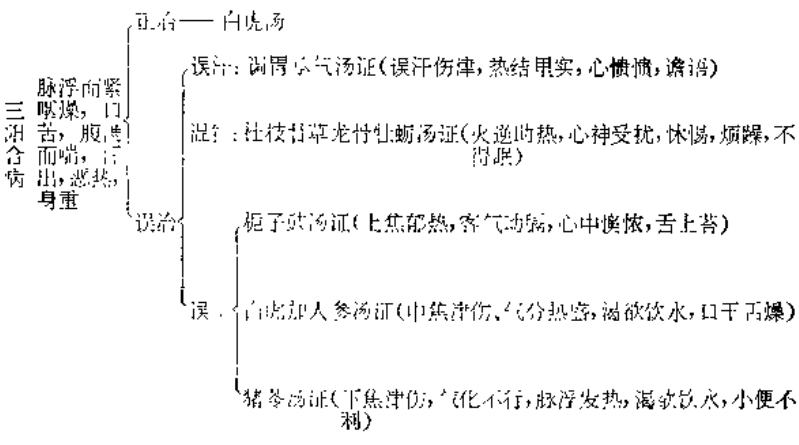 正治——白虎汤
三阳合病
脉浮而紧
咽燥，口
苦，腹满
而喘，汗
出，恶热，
身重
误治
误汗：调胃承气汤证(误汗伤津，热结胃实，心愦愦，谵语)
温针：桂枝甘草龙骨牡蛎汤证(火逆助热，心神受扰，怵惕，烦躁，不
得眠)
误
栀子豉汤证(上焦郁热，客气动膈，心中懊憹，舌上苔)
白虎加人参汤证(中焦津伤、气分热盛，渴欲饮水，口干舌燥)
猪苓汤证(下焦津伤，气化不行，脉浮发热，渴欲饮水，小便不
利)